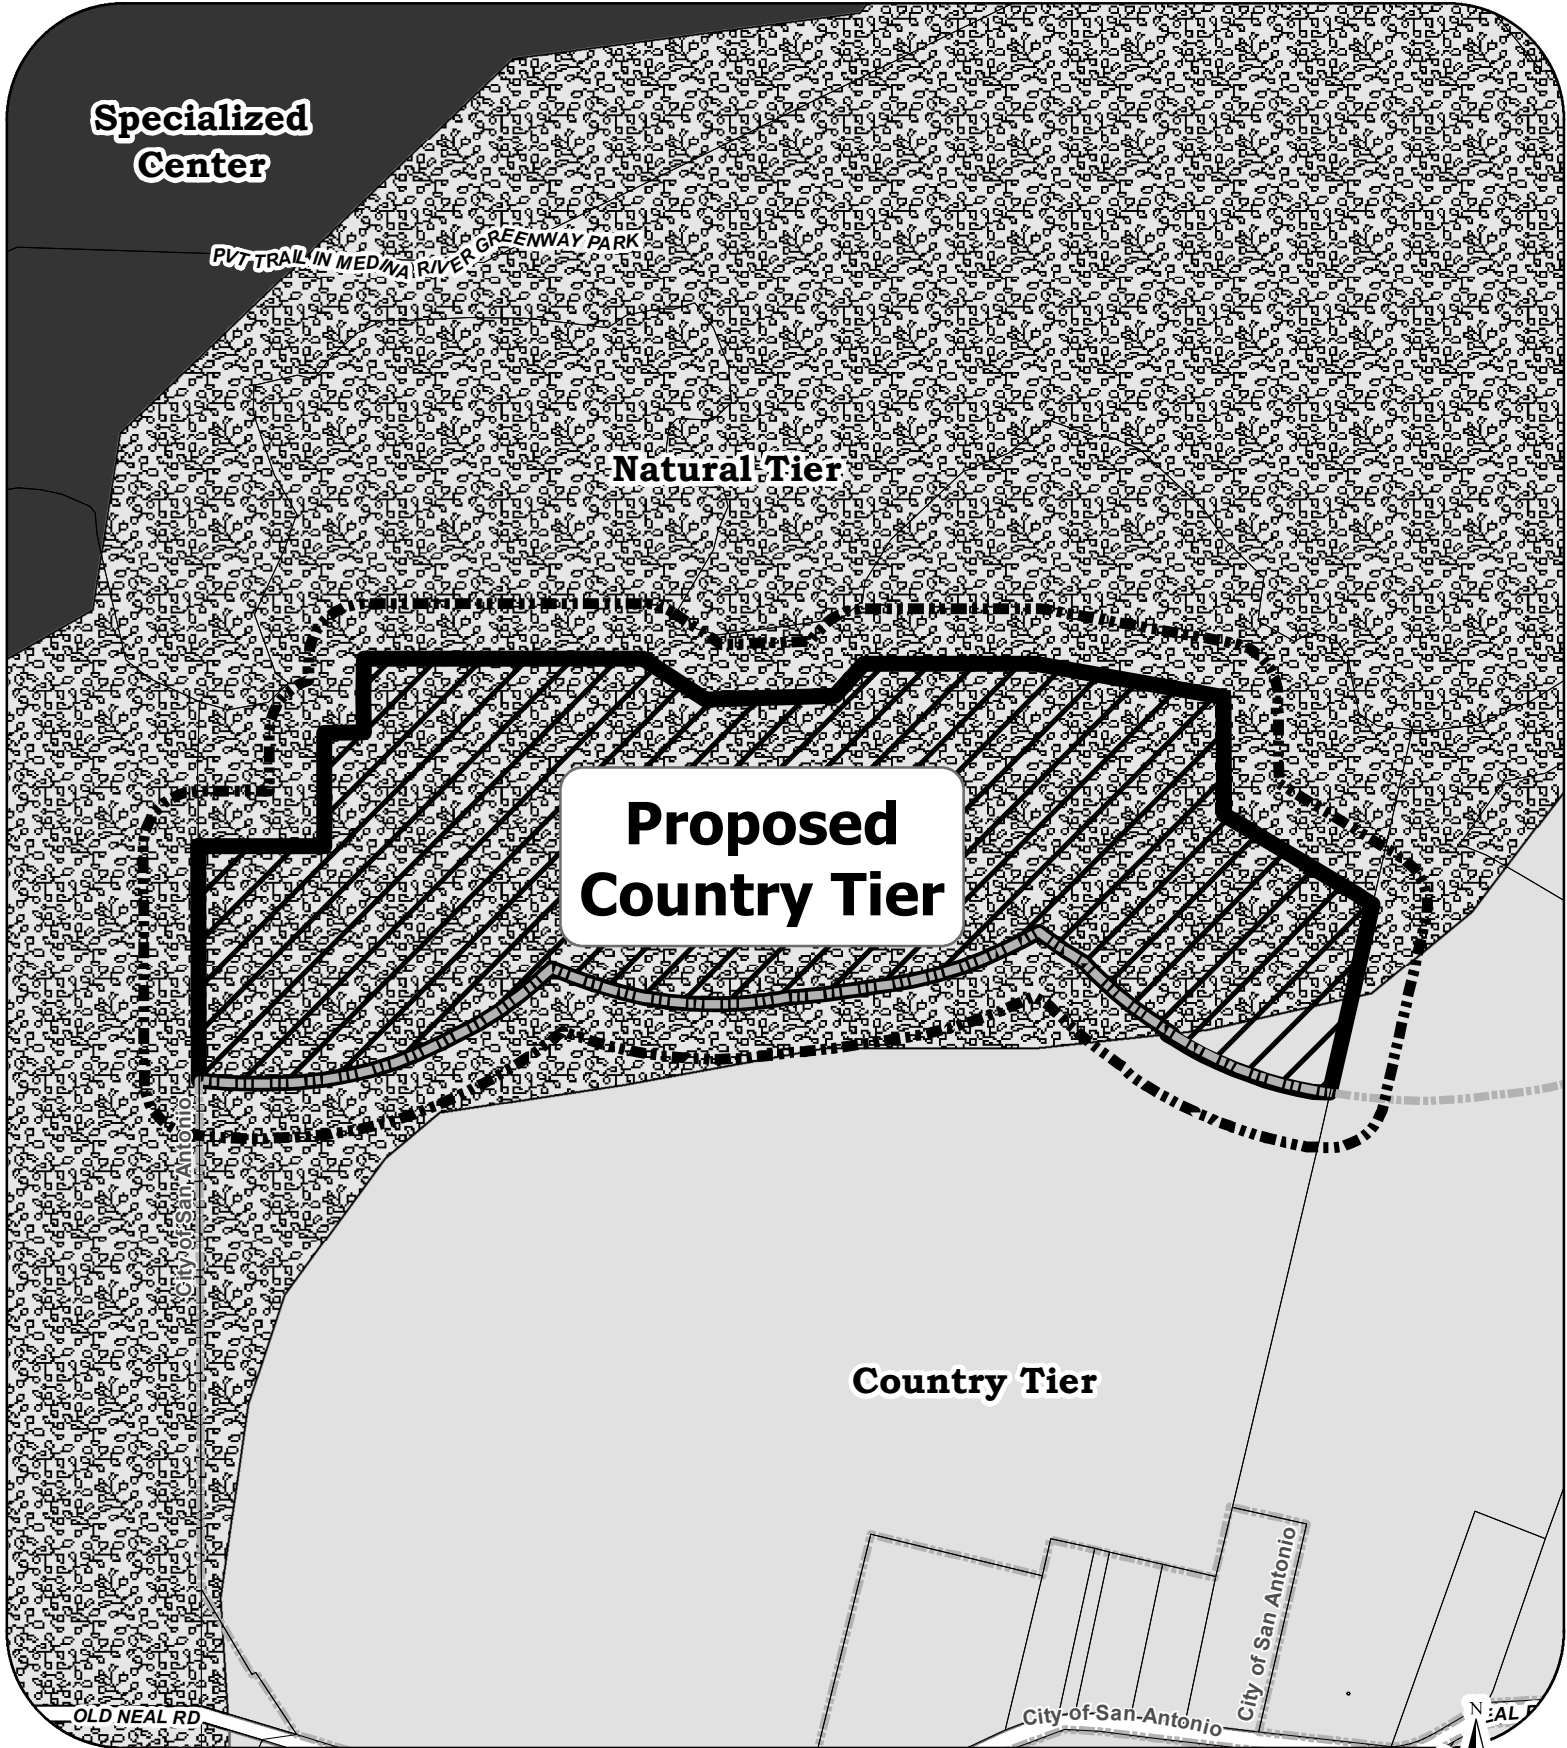 Specialized
Center
PVT TRAIL IN MEDINA RIVER GREENWAY PARK
Natural Tier
Proposed
Country Tier
City of San Antonio
Country Tier
City of San Antonio
City of San Antonio
OLD NEAL RD
N